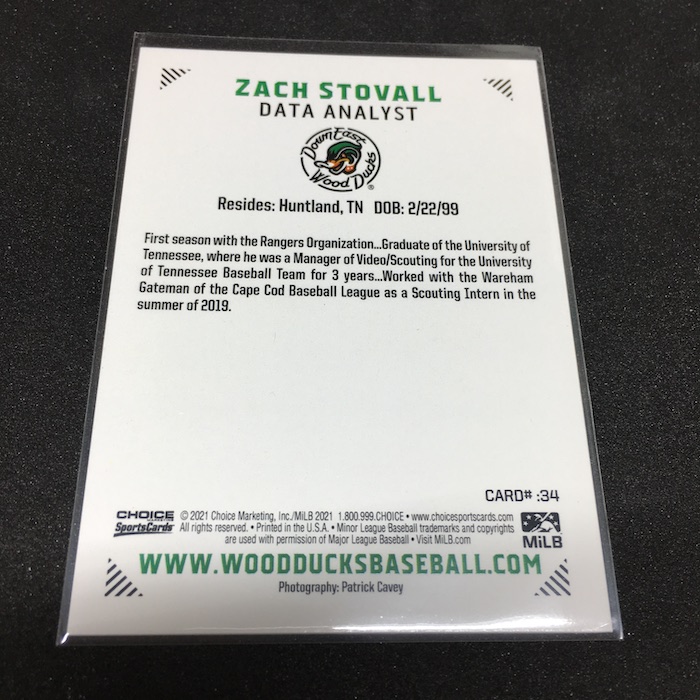 ZACH STOVALL
DATA ANALYST
Down East
Wood Ducks
®
Resides: Huntland, TN DOB: 2/22/99
First season with the Rangers Organization...Graduate of the University of
Tennessee, where he was a Manager of Video/Scouting for the University
of Tennessee Baseball Team for 3 years...Worked with the Wareham
Gateman of the Cape Cod Baseball League as a Scouting Intern in the
summer of 2019.
CARD# :34
CHOICE
SportsCards
© 2021 Choice Marketing, Inc./MiLB 2021 1.800.999.CHOICE • www.choicesportscards.com
All rights reserved. • Printed in the U.S.A. • Minor League Baseball trademarks and copyrights
are used with permission of Major League Baseball • Visit MiLB.com
MiLB
WWW.WOODDUCKSBASEBALL.COM
Photography: Patrick Cavey